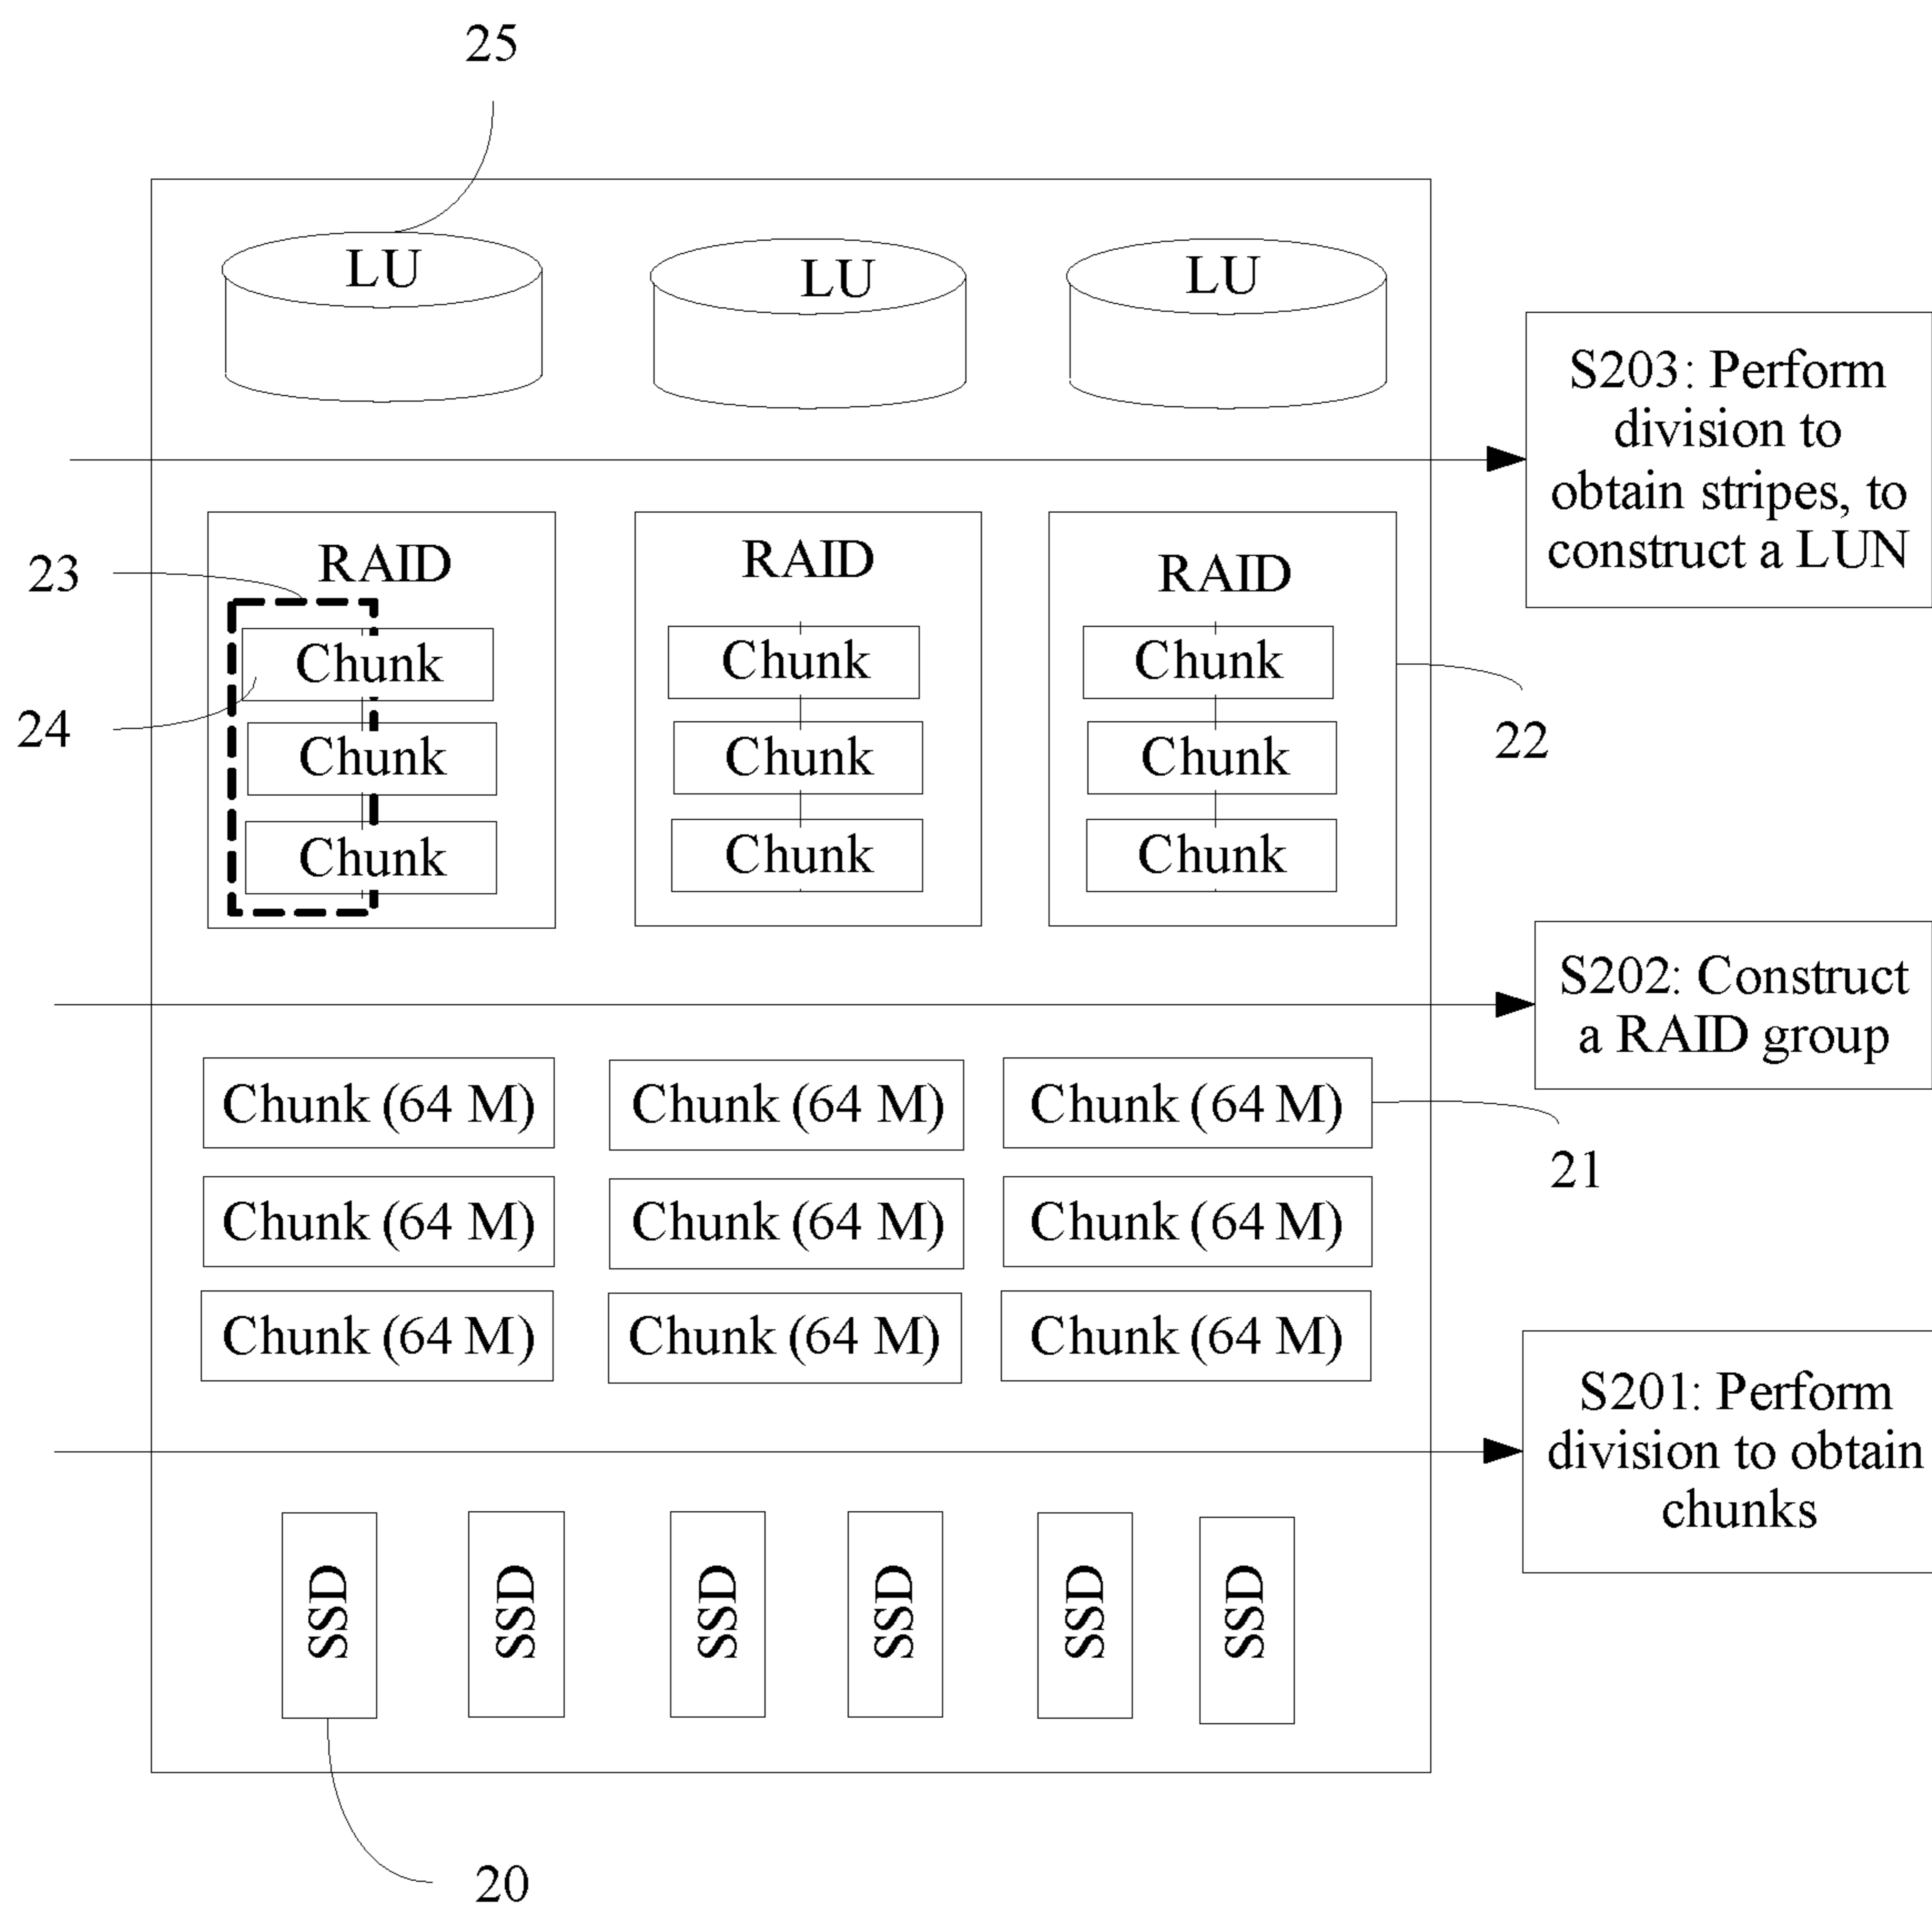 25
LU
LU
LU
S203: Perform
division to
obtain stripes, to
construct a LUN
RAID
RAID
RAID
23
Chunk
Chunk
Chunk
24
Chunk
Chunk
Chunk
22
Chunk
Chunk
Chunk
S202: Construct
a RAID group
Chunk (64 M)
Chunk (64 M)
Chunk (64 M)
21
Chunk (64 M)
Chunk (64 M)
Chunk (64 M)
Chunk (64 M)
Chunk (64 M)
Chunk (64 M)
S201: Perform
division to obtain
chunks
SSD
SSD
SSD
SSD
SSD
SSD
20